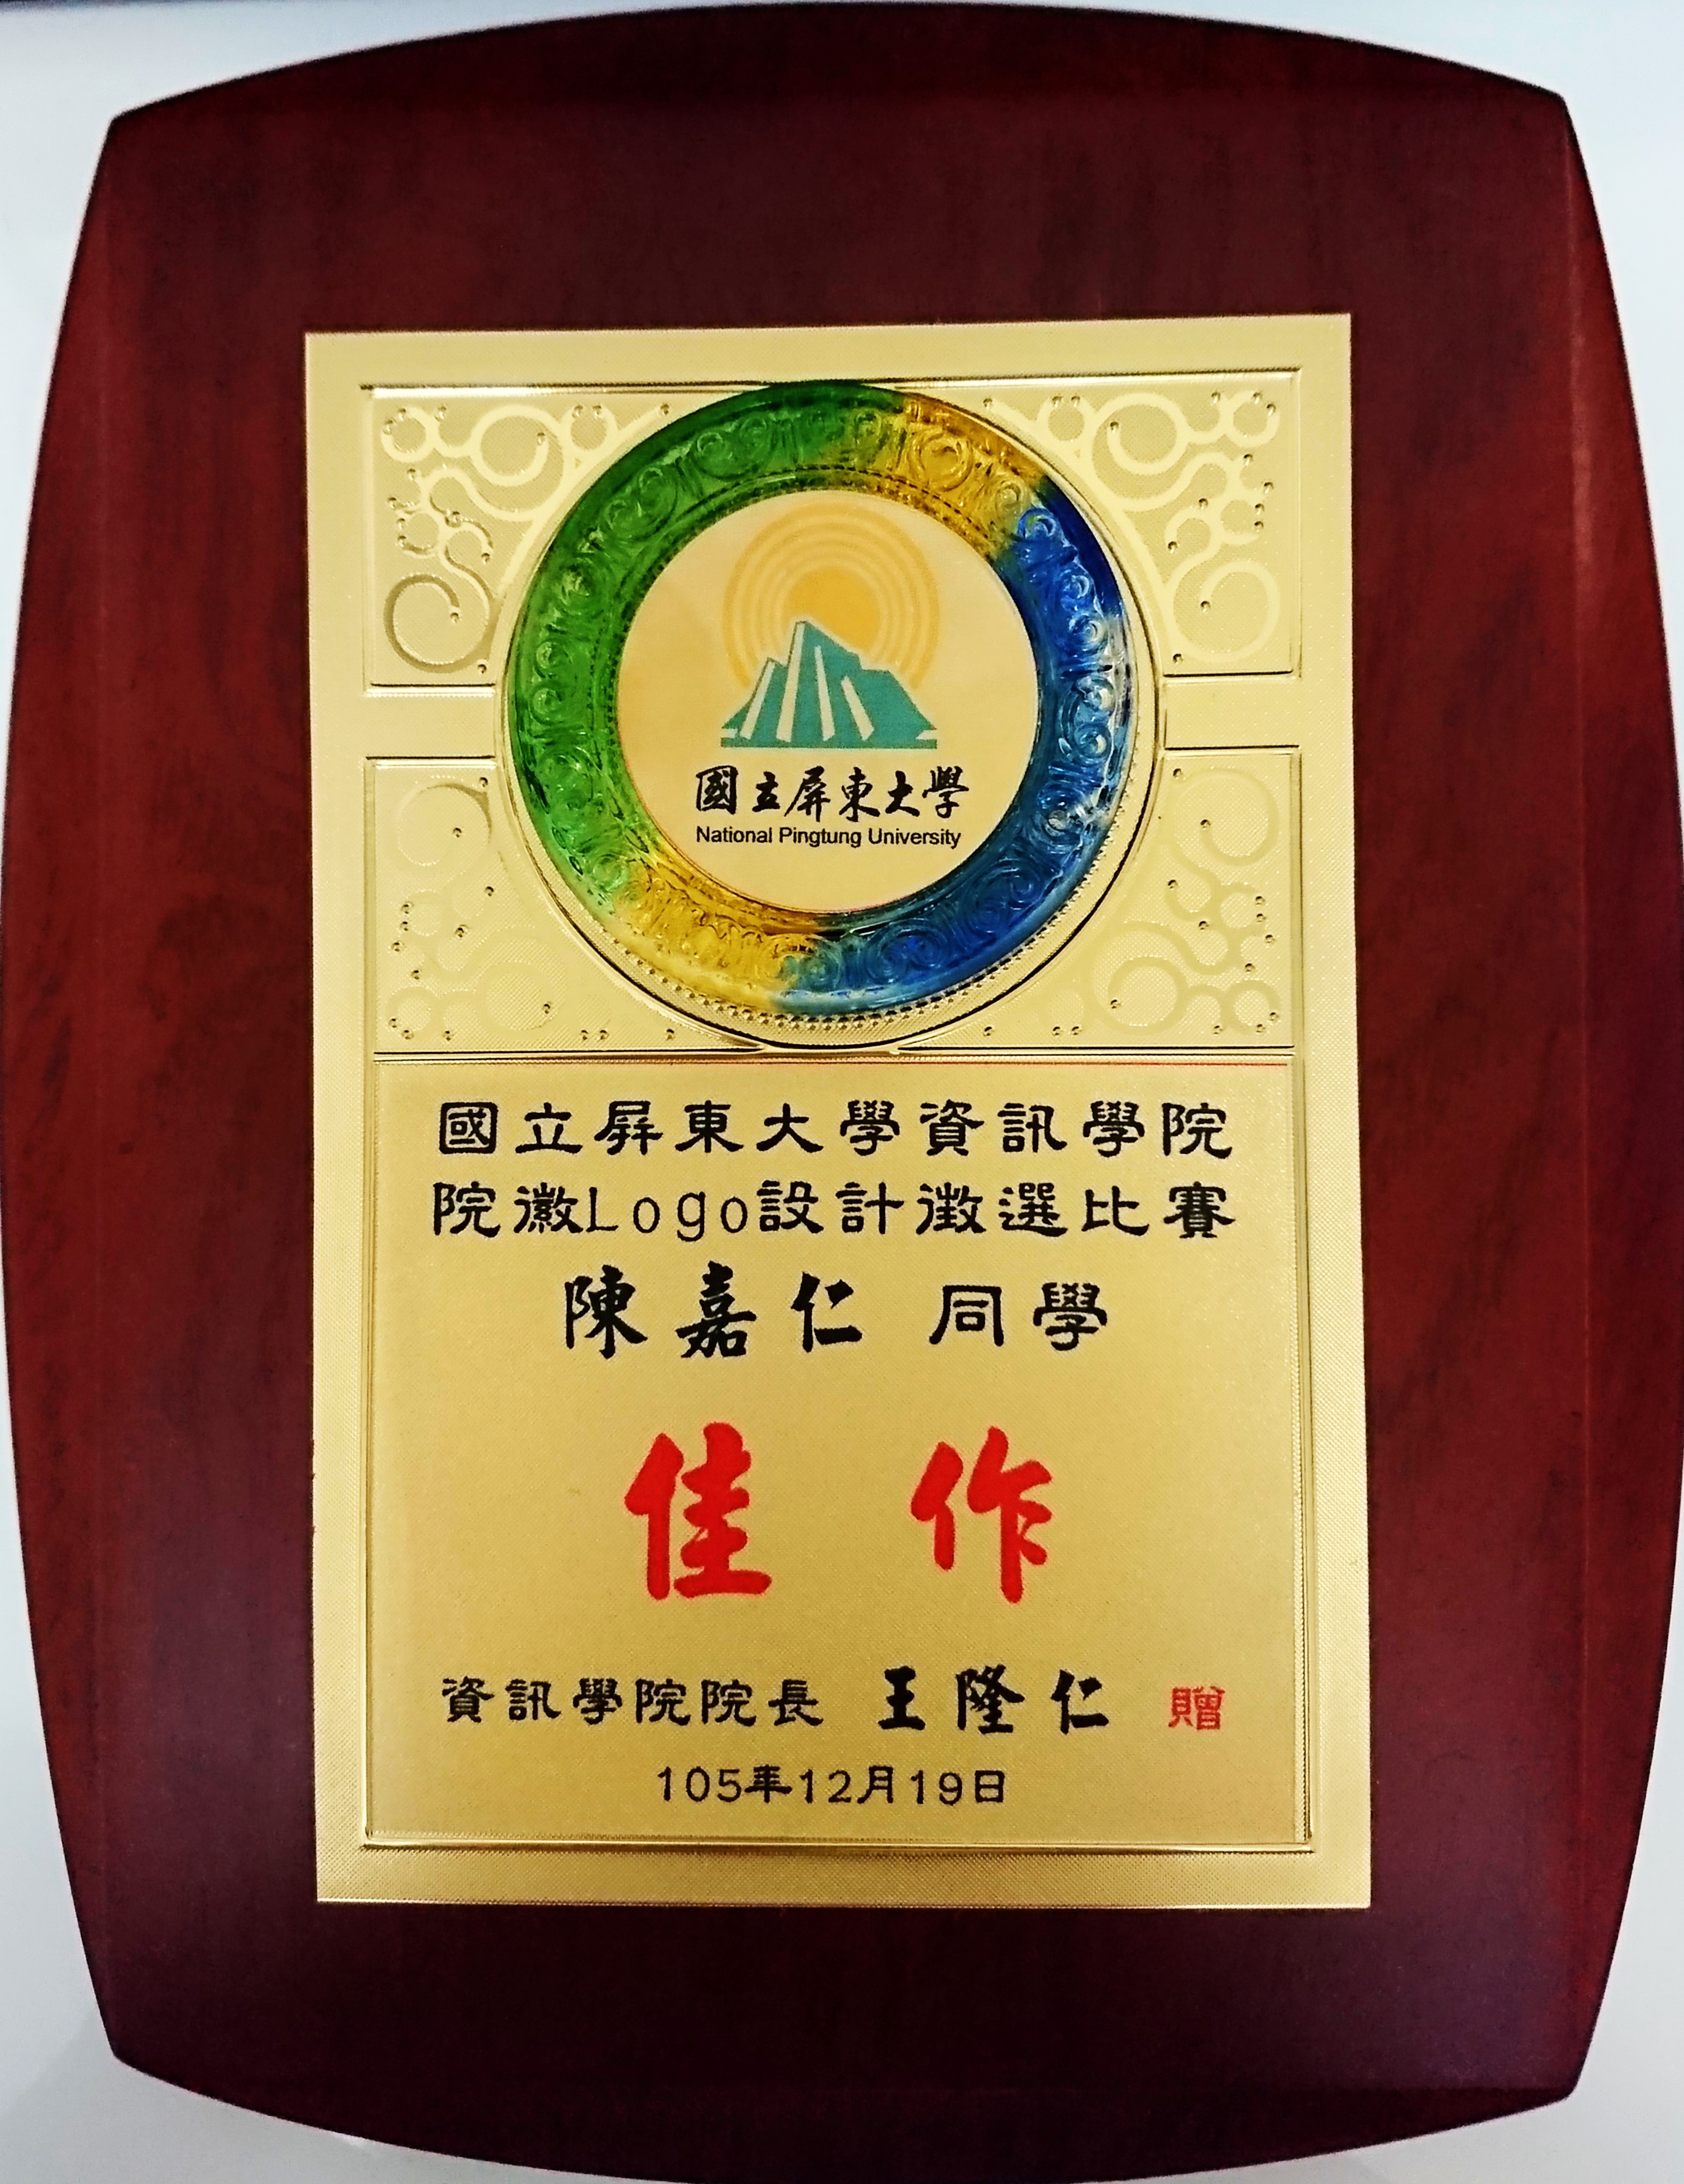 國立屏東大學
National Pingtung University
國立屏東大學資訊學院
院徽Logo設計徵選比賽
陳嘉仁 同學
佳作
資訊學院院長 王隆仁 贈
105年12月19日